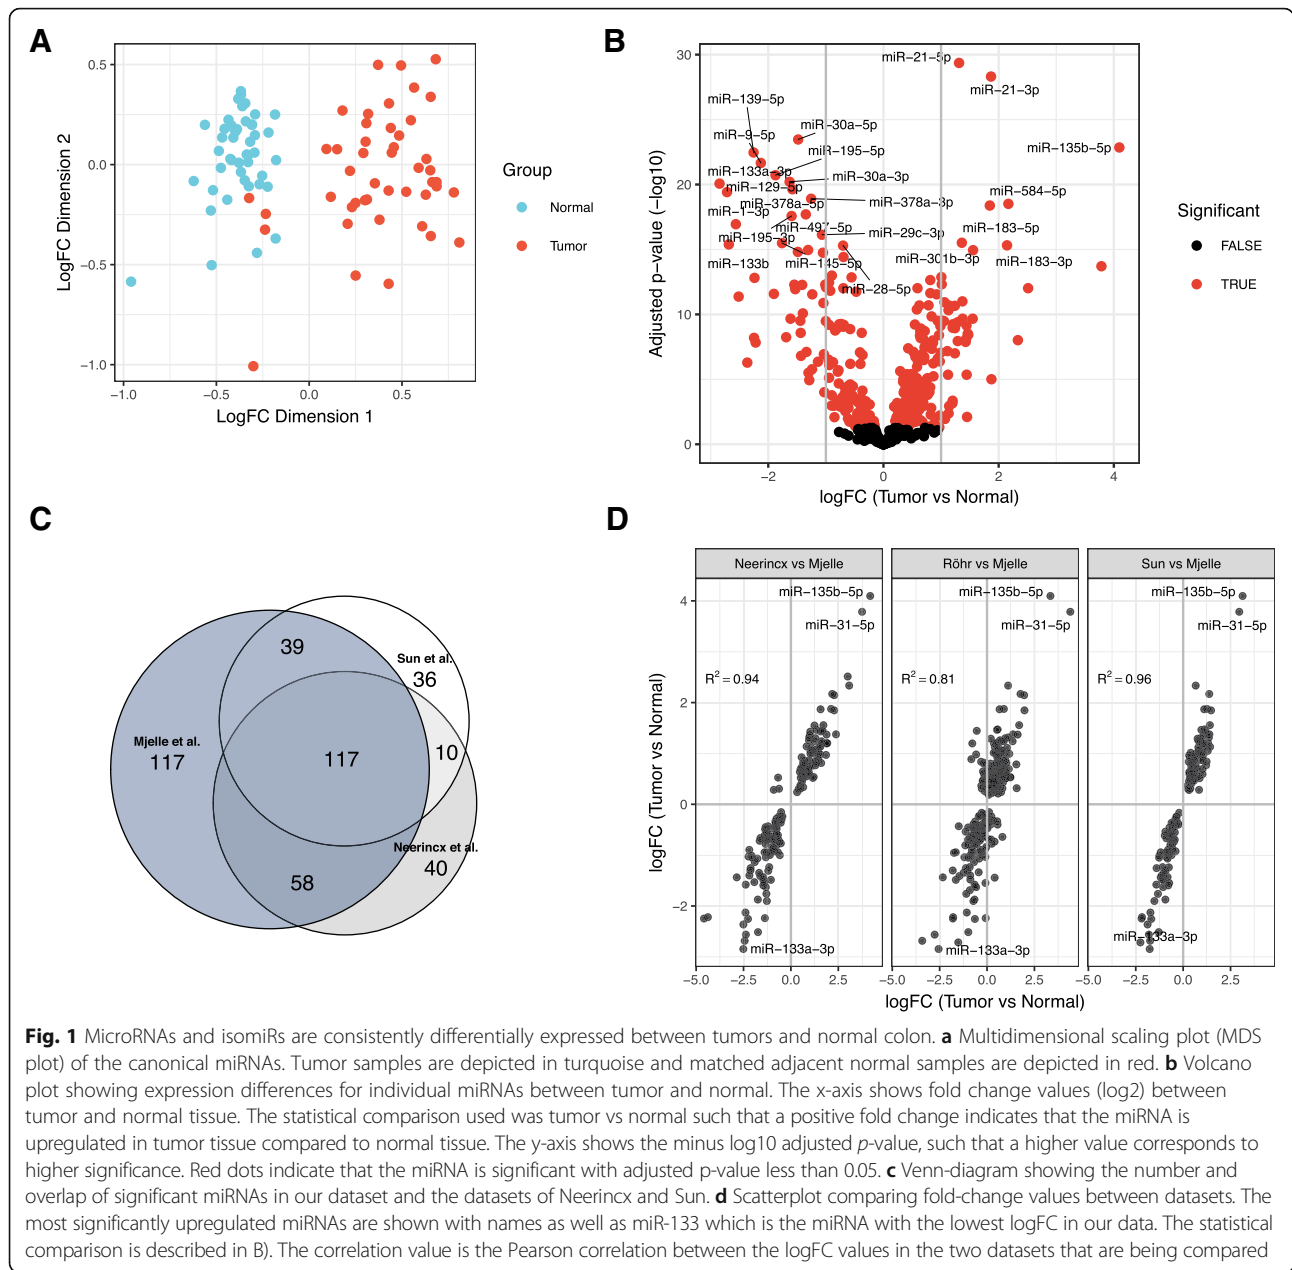 A
0.5
0.0
−0.5
−1.0
−1.0
−0.5
0.0
0.5
LogFC Dimension 1
LogFC Dimension 2
Group
Normal
Tumor
B
30
20
10
0
−2
0
2
4
logFC (Tumor vs Normal)
Adjusted p−value (−log10)
miR−21−5p
miR−21−3p
miR−139−5p
miR−30a−5p
miR−9−5p
miR−195−5p
miR−135b−5p
miR−133a−3p
miR−30a−3p
miR−129−5p
miR−584−5p
miR−378a−5p
miR−378a−3p
miR−1−3p
miR−497−5p
miR−29c−3p
miR−183−5p
miR−195−3p
miR−133b
miR−145−5p
miR−301b−3p
miR−183−3p
miR−28−5p
Significant
FALSE
TRUE
C
39
Sun et al.
36
Mjelle et al.
117
117
10
Neerincx et al.
40
58
D
Neerincx vs Mjelle
Röhr vs Mjelle
Sun vs Mjelle
miR−135b−5p
miR−31−5p
R² = 0.94
miR−133a−3p
miR−135b−5p
miR−31−5p
R² = 0.81
miR−133a−3p
miR−135b−5p
miR−31−5p
R² = 0.96
miR−133a−3p
4
2
0
−2
−5.0
−2.5
0.0
2.5
−5.0
−2.5
0.0
2.5
−5.0
−2.5
0.0
2.5
logFC (Tumor vs Normal)
logFC (Tumor vs Normal)
Fig. 1 MicroRNAs and isomiRs are consistently differentially expressed between tumors and normal colon. a Multidimensional scaling plot (MDS
plot) of the canonical miRNAs. Tumor samples are depicted in turquoise and matched adjacent normal samples are depicted in red. b Volcano
plot showing expression differences for individual miRNAs between tumor and normal. The x-axis shows fold change values (log2) between
tumor and normal tissue. The statistical comparison used was tumor vs normal such that a positive fold change indicates that the miRNA is
upregulated in tumor tissue compared to normal tissue. The y-axis shows the minus log10 adjusted p-value, such that a higher value corresponds to
higher significance. Red dots indicate that the miRNA is significant with adjusted p-value less than 0.05. c Venn-diagram showing the number and
overlap of significant miRNAs in our dataset and the datasets of Neerincx and Sun. d Scatterplot comparing fold-change values between datasets. The
most significantly upregulated miRNAs are shown with names as well as miR-133 which is the miRNA with the lowest logFC in our data. The statistical
comparison is described in B). The correlation value is the Pearson correlation between the logFC values in the two datasets that are being compared